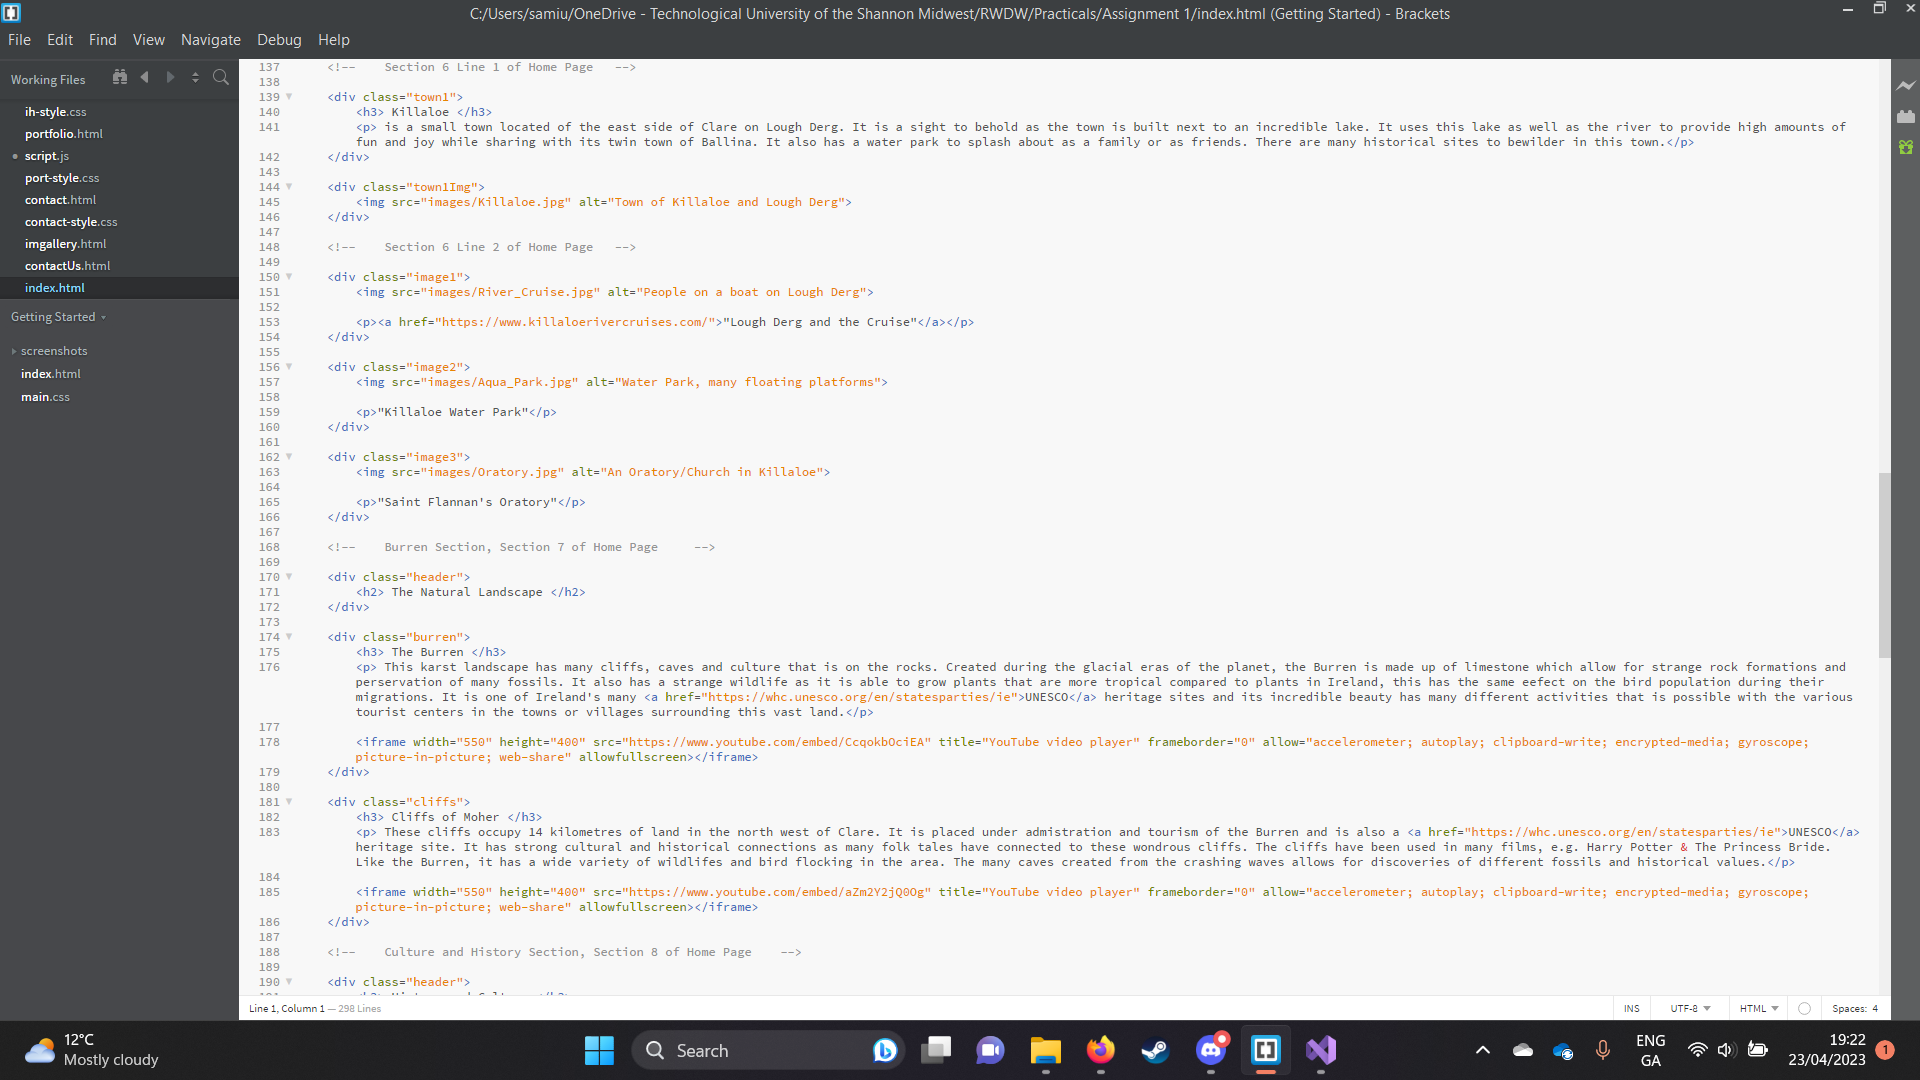 C:/Users/samiu/OneDrive - Technological University of the Shannon Midwest/RWDW/Practicals/Assignment 1/index.html (Getting Started) - Brackets
File Edit Find View Navigate Debug Help
Working Files
ih-style.css
portfolio.html
script.js
port-style.css
contact.html
contact-style.css
imgallery.html
contactUs.html
index.html
Getting Started
screenshots
index.html
main.css
137 <!-- Section 6 Line 1 of Home Page -->
138
139 <div class="town1">
140 <h3> Killaloe </h3>
141 <p> is a small town located of the east side of Clare on Lough Derg. It is a sight to behold as the town is built next to an incredible lake. It uses this lake as well as the river to provide high amounts of
fun and joy while sharing with its twin town of Ballina. It also has a water park to splash about as a family or as friends. There are many historical sites to bewilder in this town.</p>
142 </div>
143
144 <div class="town1Img">
145 <img src="images/Killaloe.jpg" alt="Town of Killaloe and Lough Derg">
146 </div>
147
148 <!-- Section 6 Line 2 of Home Page -->
149
150 <div class="image1">
151 <img src="images/River_Cruise.jpg" alt="People on a boat on Lough Derg">
152
153 <p><a href="https://www.killaloerivercruises.com/">"Lough Derg and the Cruise"</a></p>
154 </div>
155
156 <div class="image2">
157 <img src="images/Aqua_Park.jpg" alt="Water Park, many floating platforms">
158
159 <p>"Killaloe Water Park"</p>
160 </div>
161
162 <div class="image3">
163 <img src="images/Oratory.jpg" alt="An Oratory/Church in Killaloe">
164
165 <p>"Saint Flannan's Oratory"</p>
166 </div>
167
168 <!-- Burren Section, Section 7 of Home Page -->
169
170 <div class="header">
171 <h2> The Natural Landscape </h2>
172 </div>
173
174 <div class="burren">
175 <h3> The Burren </h3>
176 <p> This karst landscape has many cliffs, caves and culture that is on the rocks. Created during the glacial eras of the planet, the Burren is made up of limestone which allow for strange rock formations and
perservation of many fossils. It also has a strange wildlife as it is able to grow plants that are more tropical compared to plants in Ireland, this has the same eefect on the bird population during their
migrations. It is one of Ireland's many <a href="https://whc.unesco.org/en/statesparties/ie">UNESCO</a> heritage sites and its incredible beauty has many different activities that is possible with the various
tourist centers in the towns or villages surrounding this vast land.</p>
177
178 <iframe width="550" height="400" src="https://www.youtube.com/embed/CcqokbOciEA" title="YouTube video player" frameborder="0" allow="accelerometer; autoplay; clipboard-write; encrypted-media; gyroscope;
picture-in-picture; web-share" allowfullscreen></iframe>
179 </div>
180
181 <div class="cliffs">
182 <h3> Cliffs of Moher </h3>
183 <p> These cliffs occupy 14 kilometres of land in the north west of Clare. It is placed under admistration and tourism of the Burren and is also a <a href="https://whc.unesco.org/en/statesparties/ie">UNESCO</a>
heritage site. It has strong cultural and historical connections as many folk tales have connected to these wondrous cliffs. The cliffs have been used in many films, e.g. Harry Potter & The Princess Bride.
Like the Burren, it has a wide variety of wildlifes and bird flocking in the area. The many caves created from the crashing waves allows for discoveries of different fossils and historical values.</p>
184
185 <iframe width="550" height="400" src="https://www.youtube.com/embed/aZm2Y2jQ0Og" title="YouTube video player" frameborder="0" allow="accelerometer; autoplay; clipboard-write; encrypted-media; gyroscope;
picture-in-picture; web-share" allowfullscreen></iframe>
186 </div>
187
188 <!-- Culture and History Section, Section 8 of Home Page -->
189
190 <div class="header">
Line 1, Column 1 — 298 Lines
INS UTF-8 HTML Spaces: 4
12°C
Mostly cloudy
Search
ENG
GA
19:22
23/04/2023
1